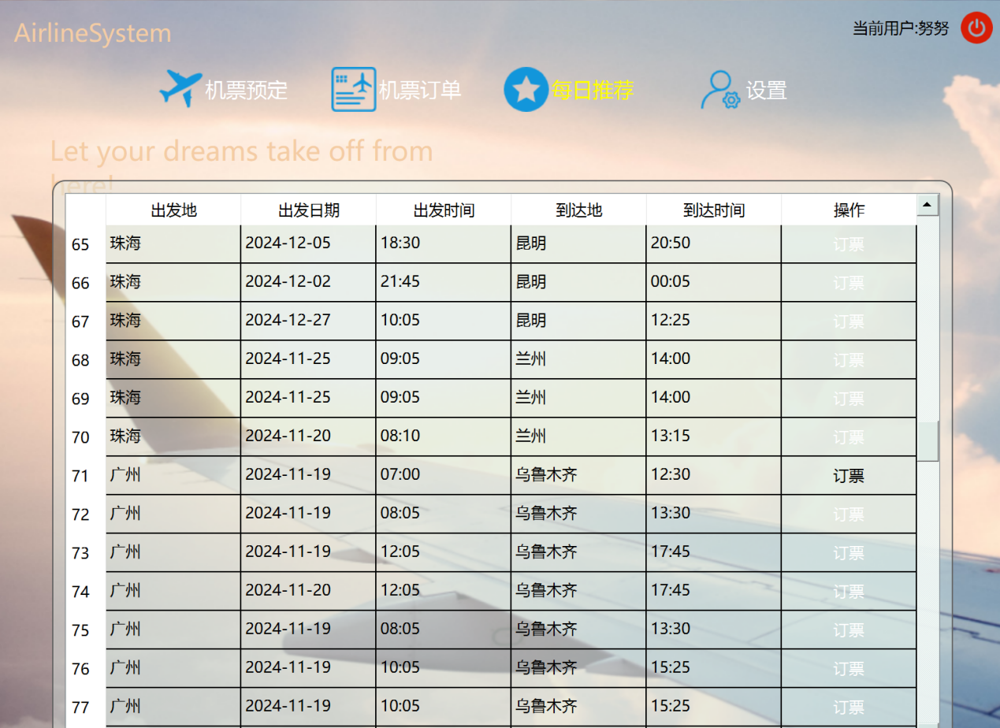 AirlineSystem
当前用户:努努
机票预定 机票订单 每日推荐 设置
Let your dreams take off from
here!
出发地 出发日期 出发时间 到达地 到达时间 操作
65 珠海 2024-12-05 18:30 昆明 20:50 订票
66 珠海 2024-12-02 21:45 昆明 00:05 订票
67 珠海 2024-12-27 10:05 昆明 12:25 订票
68 珠海 2024-11-25 09:05 兰州 14:00 订票
69 珠海 2024-11-25 09:05 兰州 14:00 订票
70 珠海 2024-11-20 08:10 兰州 13:15 订票
71 广州 2024-11-19 07:00 乌鲁木齐 12:30 订票
72 广州 2024-11-19 08:05 乌鲁木齐 13:30 订票
73 广州 2024-11-19 12:05 乌鲁木齐 17:45 订票
74 广州 2024-11-20 12:05 乌鲁木齐 17:45 订票
75 广州 2024-11-19 08:05 乌鲁木齐 13:30 订票
76 广州 2024-11-19 10:05 乌鲁木齐 15:25 订票
77 广州 2024-11-19 10:05 乌鲁木齐 15:25 订票